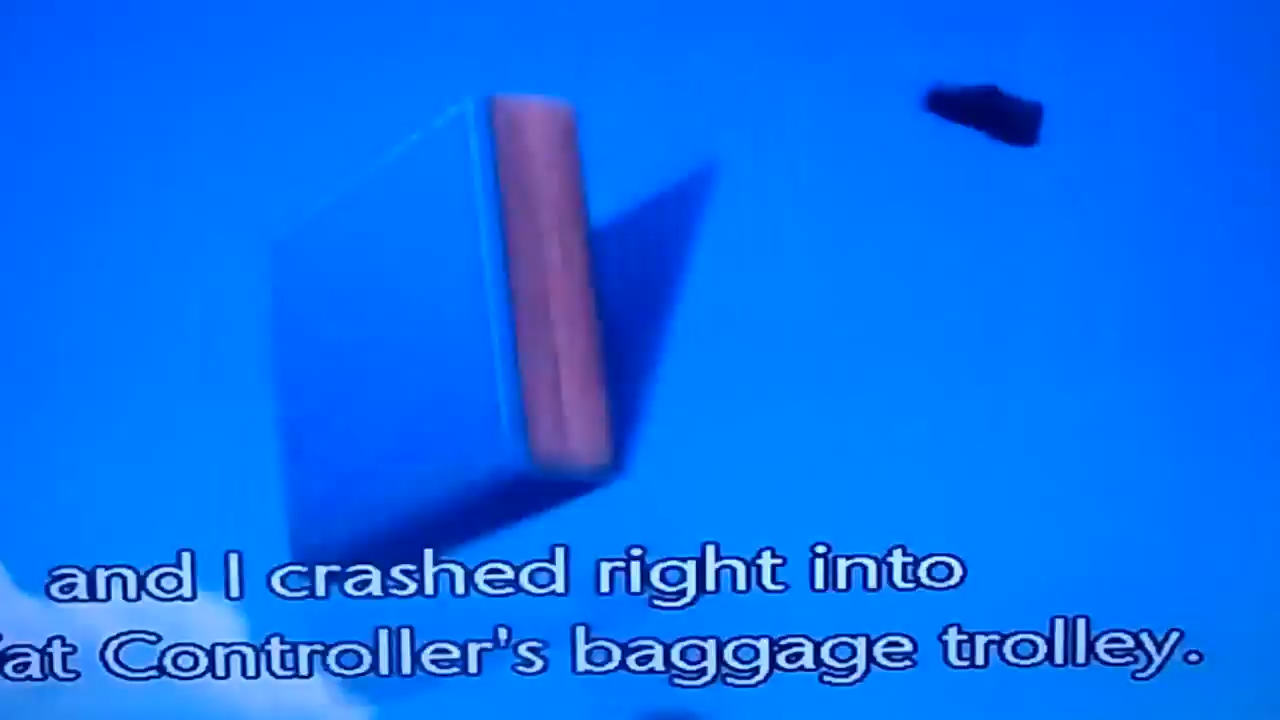 and I crashed right into
at Controller's baggage trolley.